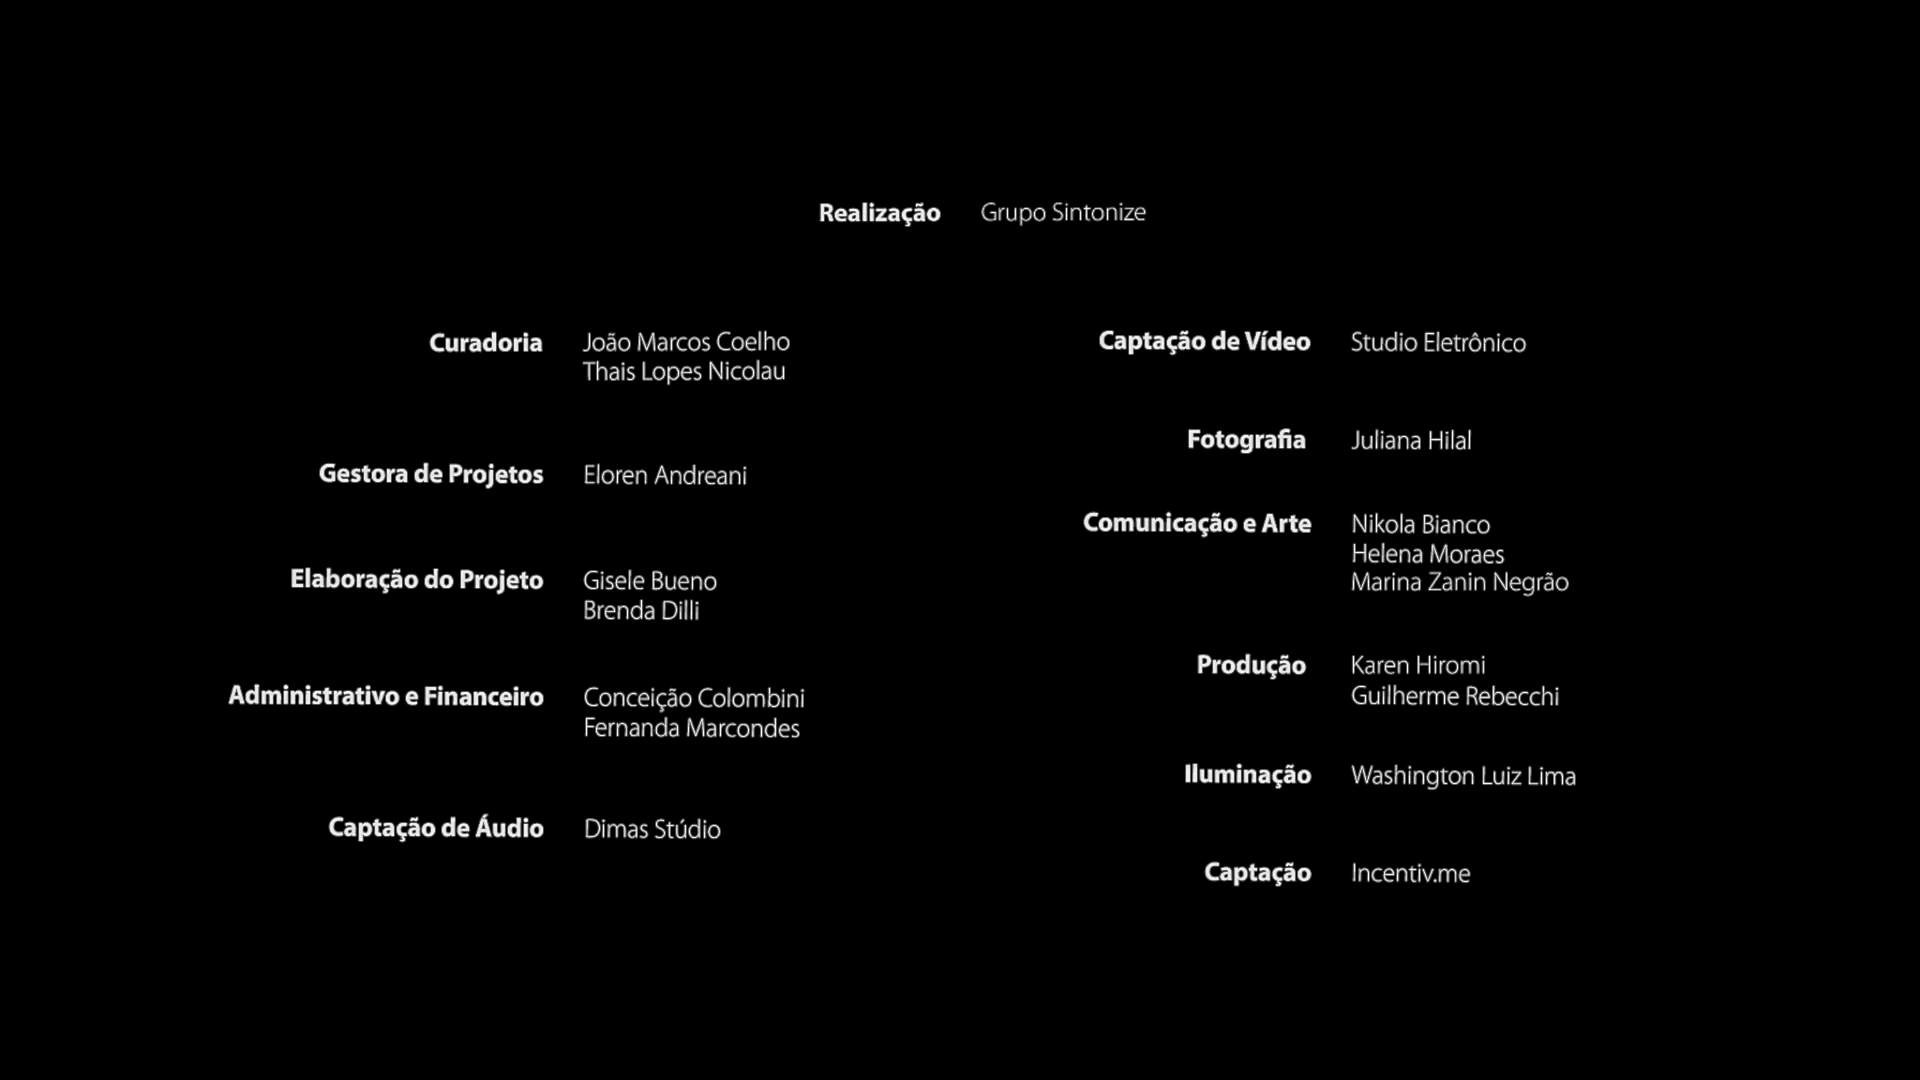 Realização Grupo Sintonize
Curadoria João Marcos Coelho
Thais Lopes Nicolau
Gestora de Projetos Eloren Andreani
Elaboração do Projeto Gisele Bueno
Brenda Dilli
Administrativo e Financeiro Conceição Colombini
Fernanda Marcondes
Captação de Áudio Dimas Stúdio
Captação de Vídeo Studio Eletrônico
Fotografia Juliana Hilal
Comunicação e Arte Nikola Bianco
Helena Moraes
Marina Zanin Negrão
Produção Karen Hiromi
Guilherme Rebecchi
Iluminação Washington Luiz Lima
Captação Incentiv.me